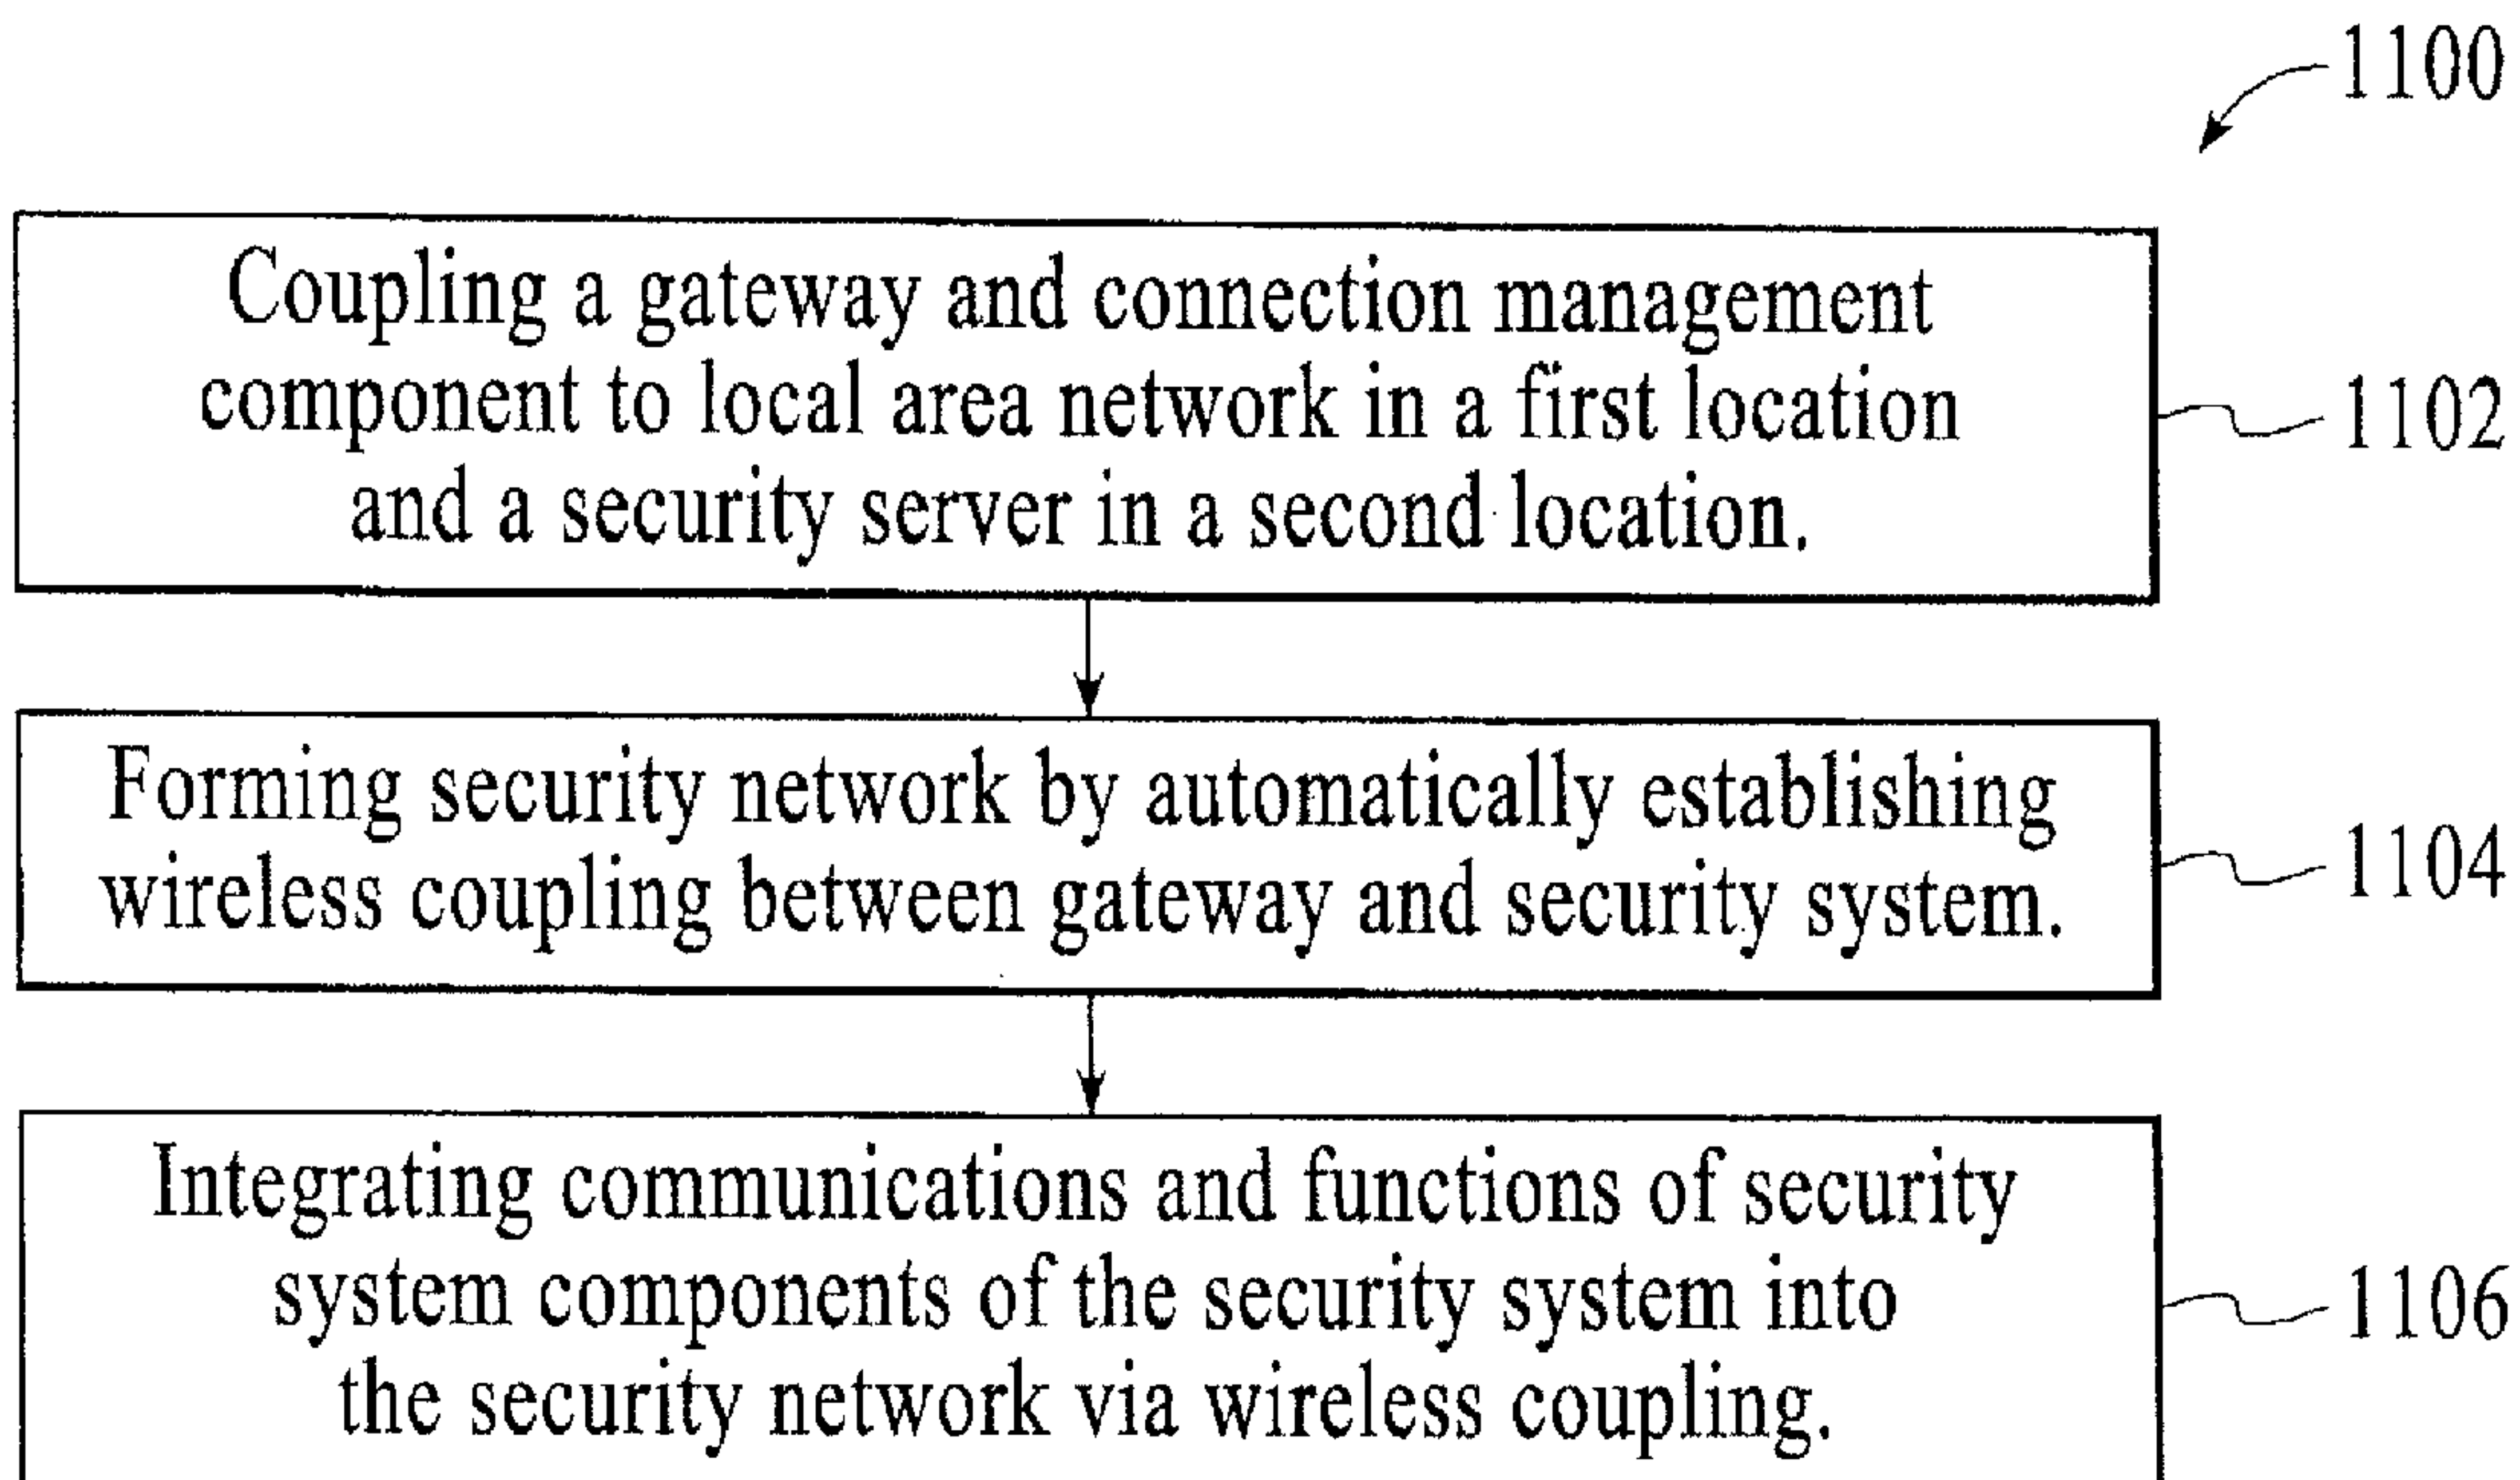 1100
Coupling a gateway and connection management
component to local area network in a first location
and a security server in a second location.
1102
Forming security network by automatically establishing
wireless coupling between gateway and security system.
1104
Integrating communications and functions of security
system components of the security system into
the security network via wireless coupling.
1106